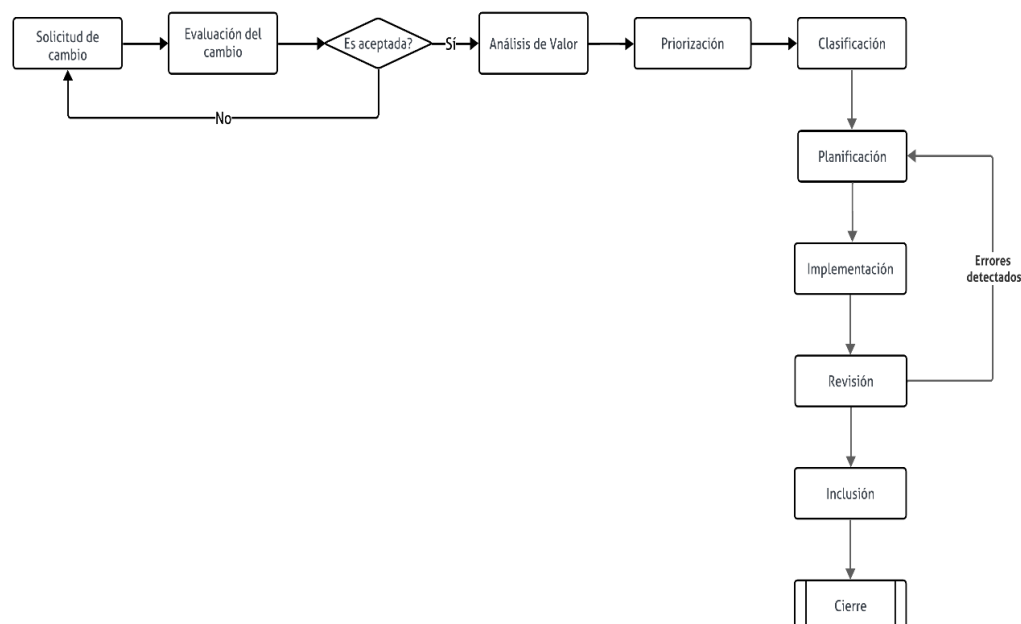 Solicitud de
cambio
Evaluación del
cambio
Es aceptada?
Sí
Análisis de Valor
Priorización
Clasificación
No
Planificación
Errores
detectados
Implementación
Revisión
Inclusión
Cierre